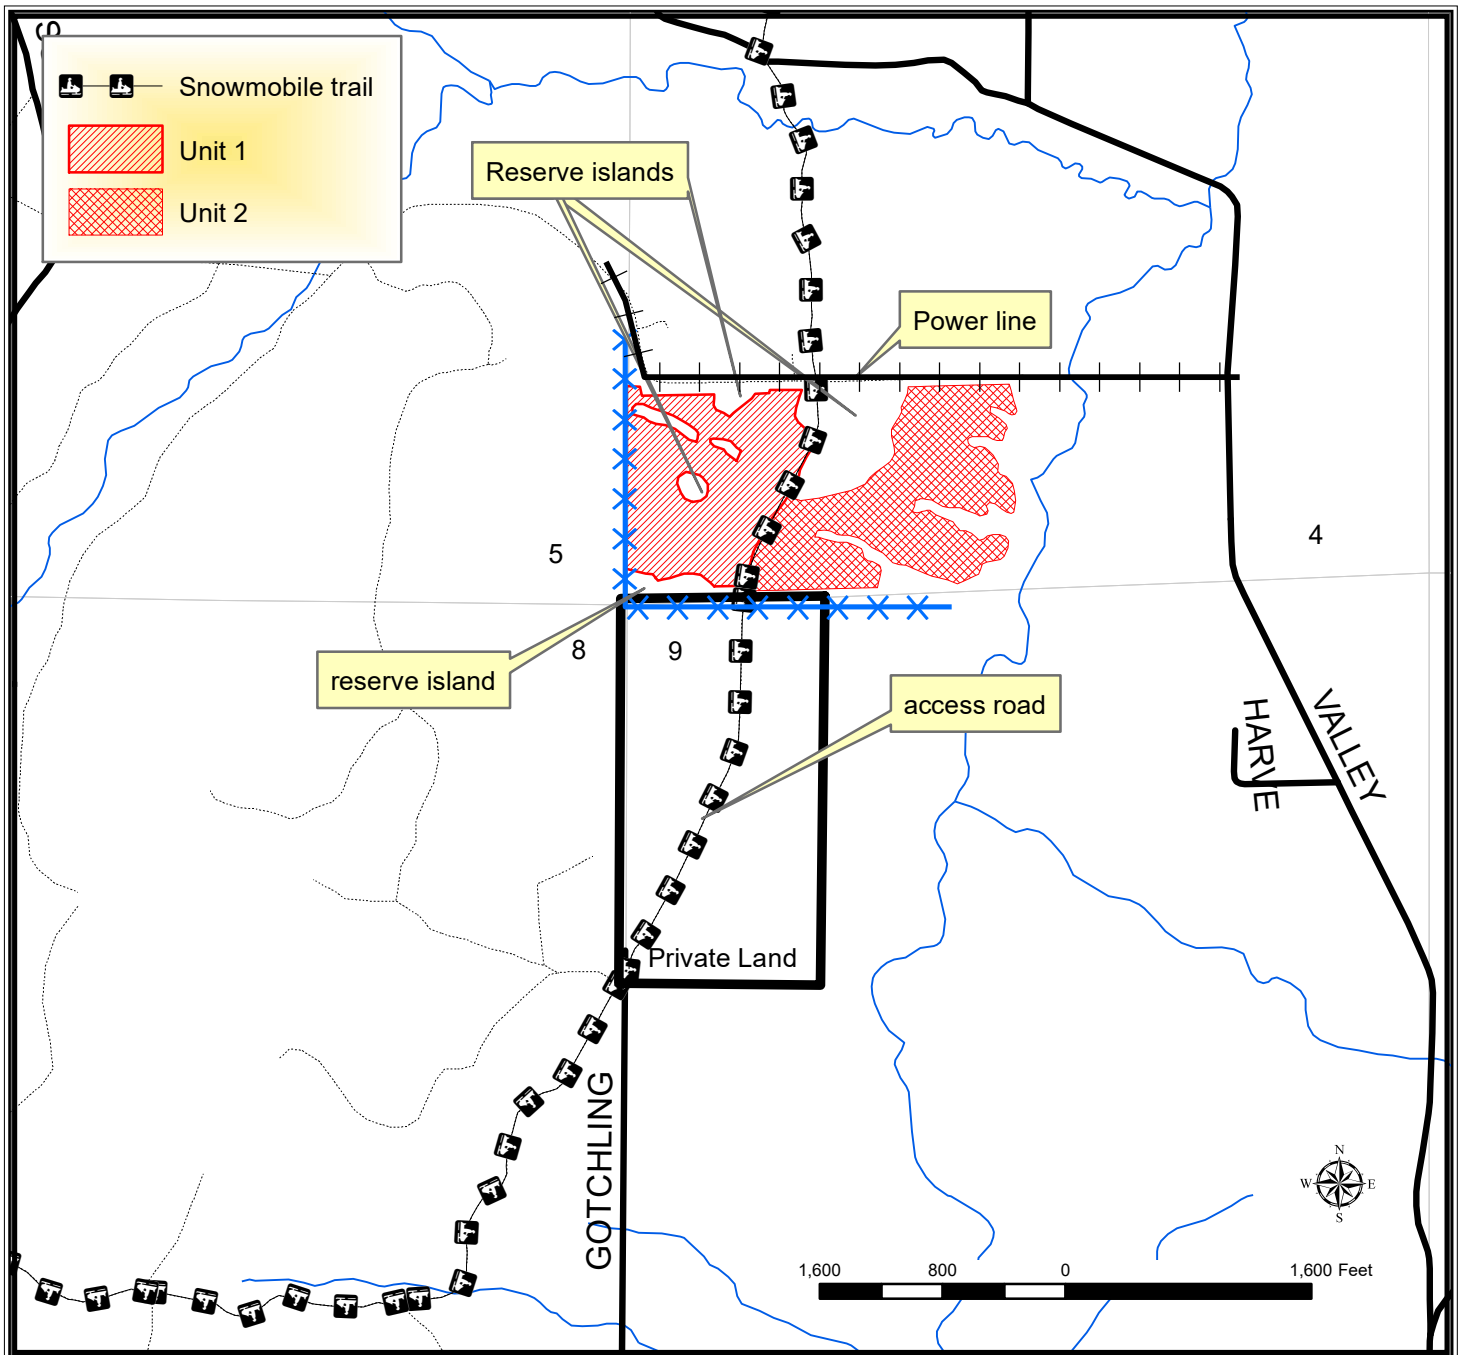 Snowmobile trail
Unit 1
Unit 2
Reserve islands
Power line
5
4
8
9
reserve island
access road
HARVE
VALLEY
Private Land
GOTCHLING
N
W
E
S
1,600
800
0
1,600 Feet